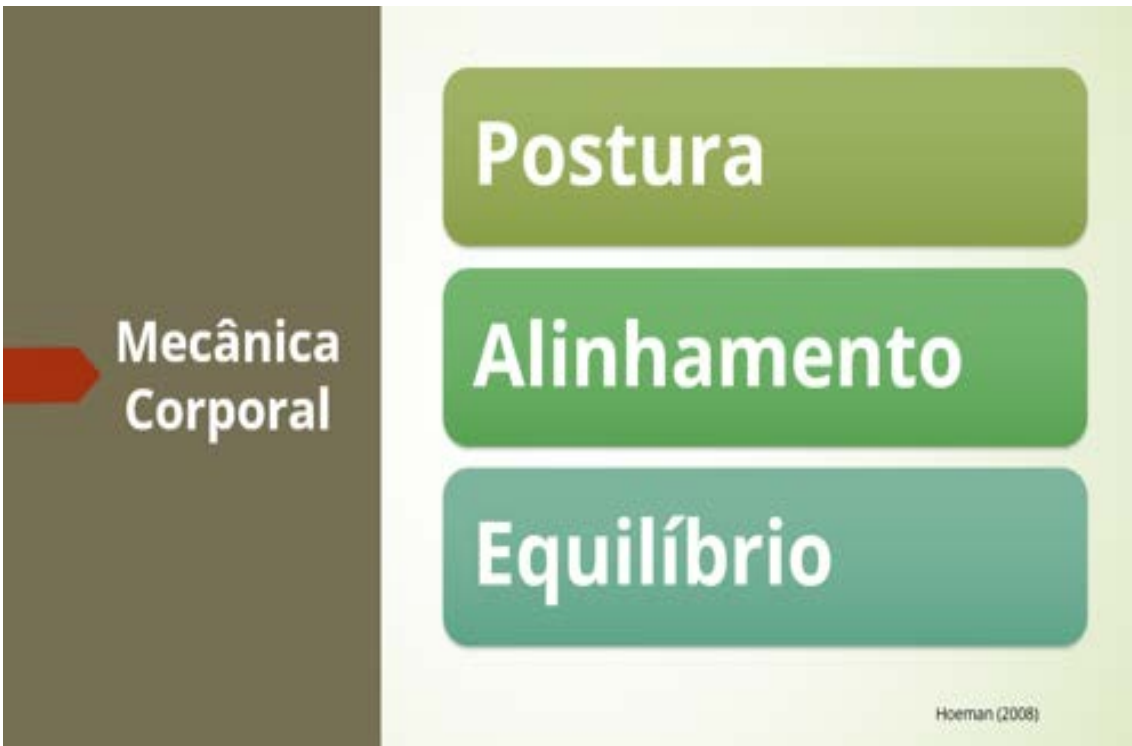 Mecânica
Corporal
Postura
Alinhamento
Equilíbrio
Hoeman (2008)